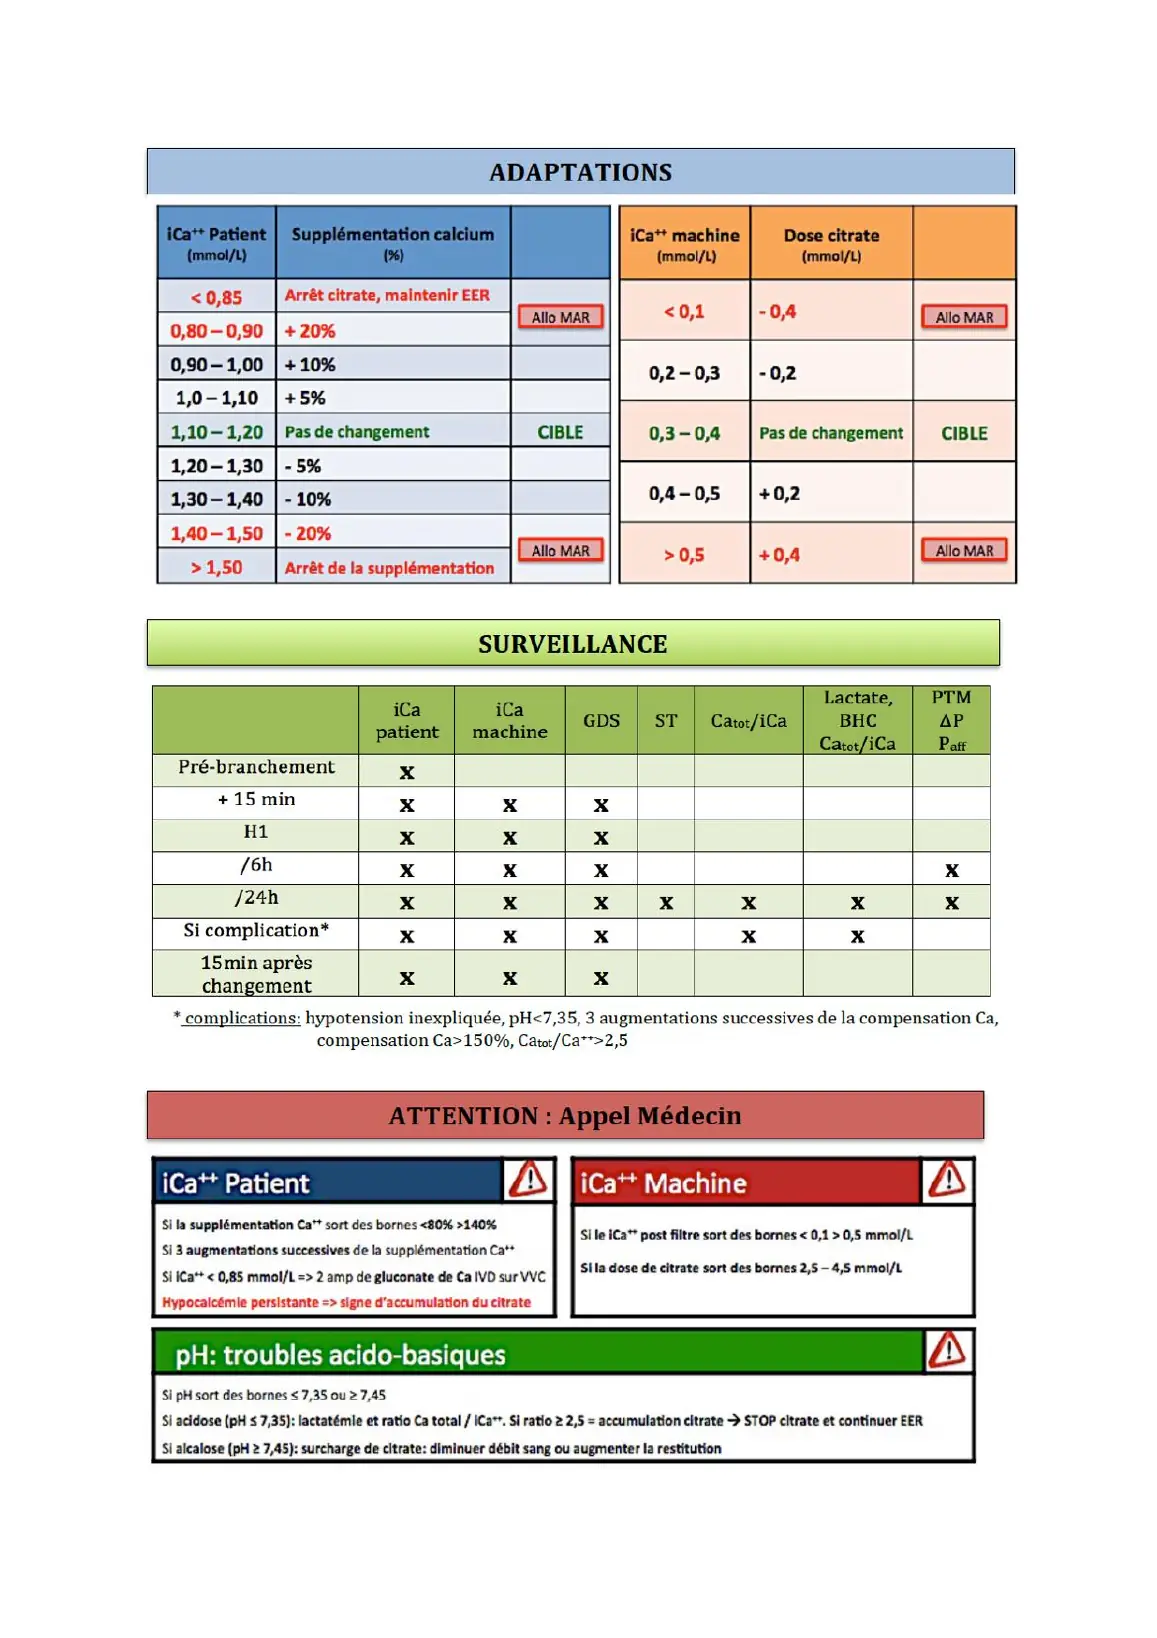 ADAPTATIONS
iCa⁺⁺ Patient (mmol/L) Supplémentation calcium (%)
< 0,85 Arrêt citrate, maintenir EER
Allo MAR
0,80 – 0,90 + 20%
0,90 – 1,00 + 10%
1,0 – 1,10 + 5%
1,10 – 1,20 Pas de changement CIBLE
1,20 – 1,30 - 5%
1,30 – 1,40 - 10%
1,40 – 1,50 - 20%
Allo MAR
> 1,50 Arrêt de la supplémentation
iCa⁺⁺ machine (mmol/L) Dose citrate (mmol/L)
< 0,1 - 0,4 Allo MAR
0,2 – 0,3 - 0,2
0,3 – 0,4 Pas de changement CIBLE
0,4 – 0,5 + 0,2
> 0,5 + 0,4 Allo MAR
SURVEILLANCE
iCa patient iCa machine GDS ST Catot/iCa Lactate, BHC Catot/iCa PTM ΔP Paff
Pré-branchement x
+ 15 min x x x
H1 x x x
/6h x x x x
/24h x x x x x x x
Si complication* x x x x x
15min après changement x x x
* complications: hypotension inexpliquée, pH<7,35, 3 augmentations successives de la compensation Ca,
compensation Ca>150%, Catot/Ca⁺⁺>2,5
ATTENTION : Appel Médecin
iCa⁺⁺ Patient
Si la supplémentation Ca⁺⁺ sort des bornes <80% >140%
Si 3 augmentations successives de la supplémentation Ca⁺⁺
Si iCa⁺⁺ < 0,85 mmol/L => 2 amp de gluconate de Ca IVD sur VVC
Hypocalcémie persistante => signe d'accumulation du citrate
iCa⁺⁺ Machine
Si le iCa⁺⁺ post filtre sort des bornes < 0,1 > 0,5 mmol/L
Si la dose de citrate sort des bornes 2,5 – 4,5 mmol/L
pH: troubles acido-basiques
Si pH sort des bornes ≤ 7,35 ou ≥ 7,45
Si acidose (pH ≤ 7,35): lactatémie et ratio Ca total / iCa⁺⁺. Si ratio ≥ 2,5 = accumulation citrate → STOP citrate et continuer EER
Si alcalose (pH ≥ 7,45): surcharge de citrate: diminuer débit sang ou augmenter la restitution